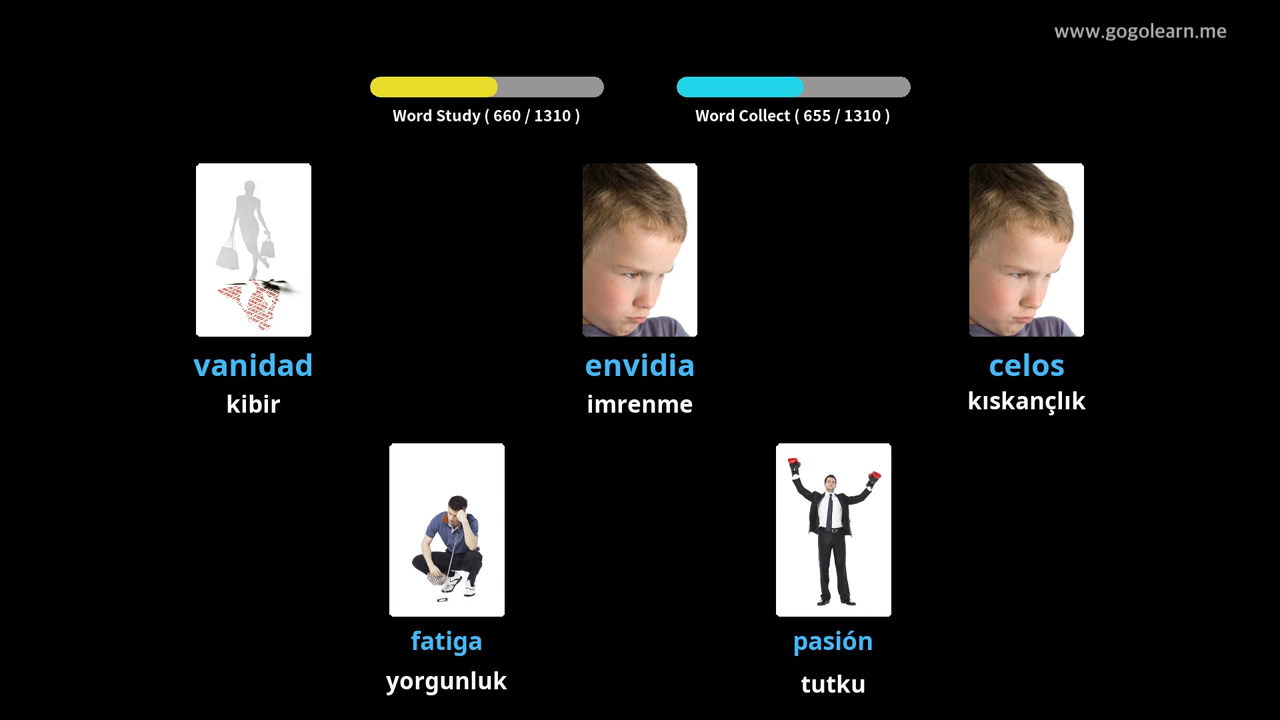 www.gogolearn.me
Word Study ( 660 / 1310 )
Word Collect ( 655 / 1310 )
vanidad
kibir
envidia
imrenme
celos
kıskançlık
fatiga
yorgunluk
pasión
tutku